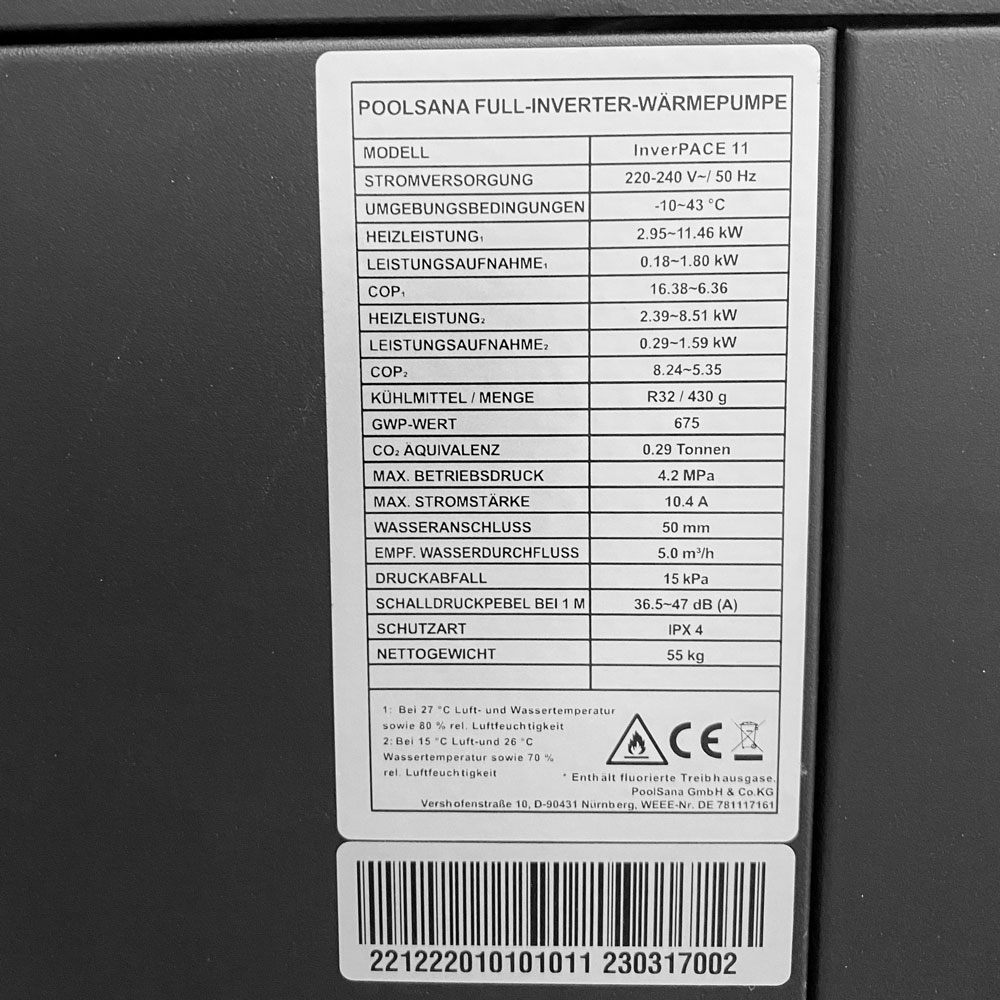 POOLSANA FULL-INVERTER-WÄRMEPUMPE
MODELL InverPACE 11
STROMVERSORGUNG 220-240 V~/ 50 Hz
UMGEBUNGSBEDINGUNGEN -10~43 °C
HEIZLEISTUNG₁ 2.95~11.46 kW
LEISTUNGSAUFNAHME₁ 0.18~1.80 kW
COP₁ 16.38~6.36
HEIZLEISTUNG₂ 2.39~8.51 kW
LEISTUNGSAUFNAHME₂ 0.29~1.59 kW
COP₂ 8.24~5.35
KÜHLMITTEL / MENGE R32 / 430 g
GWP-WERT 675
CO₂ ÄQUIVALENZ 0.29 Tonnen
MAX. BETRIEBSDRUCK 4.2 MPa
MAX. STROMSTÄRKE 10.4 A
WASSERANSCHLUSS 50 mm
EMPF. WASSERDURCHFLUSS 5.0 m³/h
DRUCKABFALL 15 kPa
SCHALLDRUCKPEBEL BEI 1 M 36.5~47 dB (A)
SCHUTZART IPX 4
NETTOGEWICHT 55 kg
1: Bei 27 °C Luft- und Wassertemperatur
sowie 80 % rel. Luftfeuchtigkeit
2: Bei 15 °C Luft-und 26 °C
Wassertemperatur sowie 70 %
rel. Luftfeuchtigkeit
CE
* Enthält fluorierte Treibhausgase.
PoolSana GmbH & Co.KG
Vershofenstraße 10, D-90431 Nürnberg, WEEE-Nr. DE 781117161
221222010101011 230317002